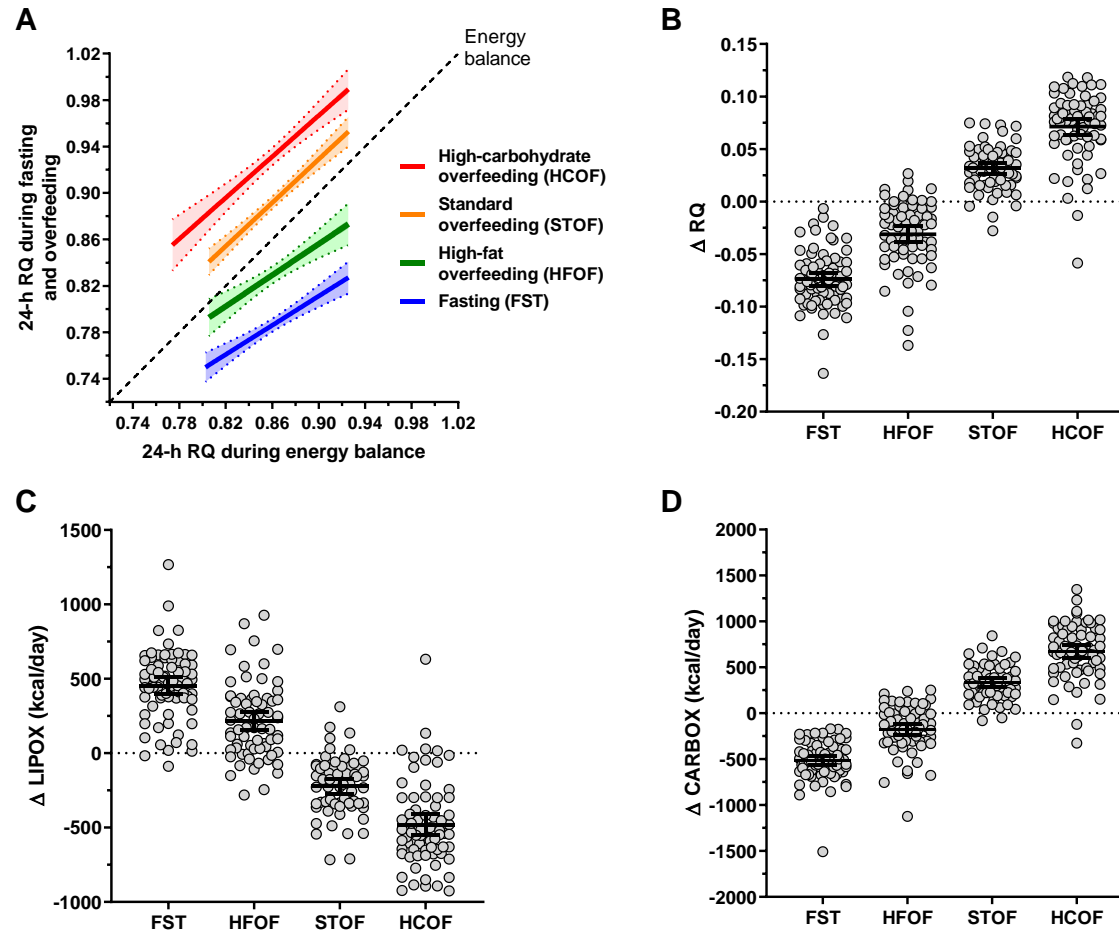 A
Energy
balance
1.02
0.98
0.94
0.90
0.86
0.82
0.78
0.74
24-h RQ during fasting
and overfeeding
0.74 0.78 0.82 0.86 0.90 0.94 0.98 1.02
24-h RQ during energy balance
High-carbohydrate
overfeeding (HCOF)
Standard
overfeeding (STOF)
High-fat
overfeeding (HFOF)
Fasting (FST)
B
0.15
0.10
0.05
0.00
-0.05
-0.10
-0.15
-0.20
Δ RQ
FST HFOF STOF HCOF
C
1500
1000
500
0
-500
-1000
Δ LIPOX (kcal/day)
FST HFOF STOF HCOF
D
2000
1500
1000
500
0
-500
-1000
-1500
-2000
Δ CARBOX (kcal/day)
FST HFOF STOF HCOF